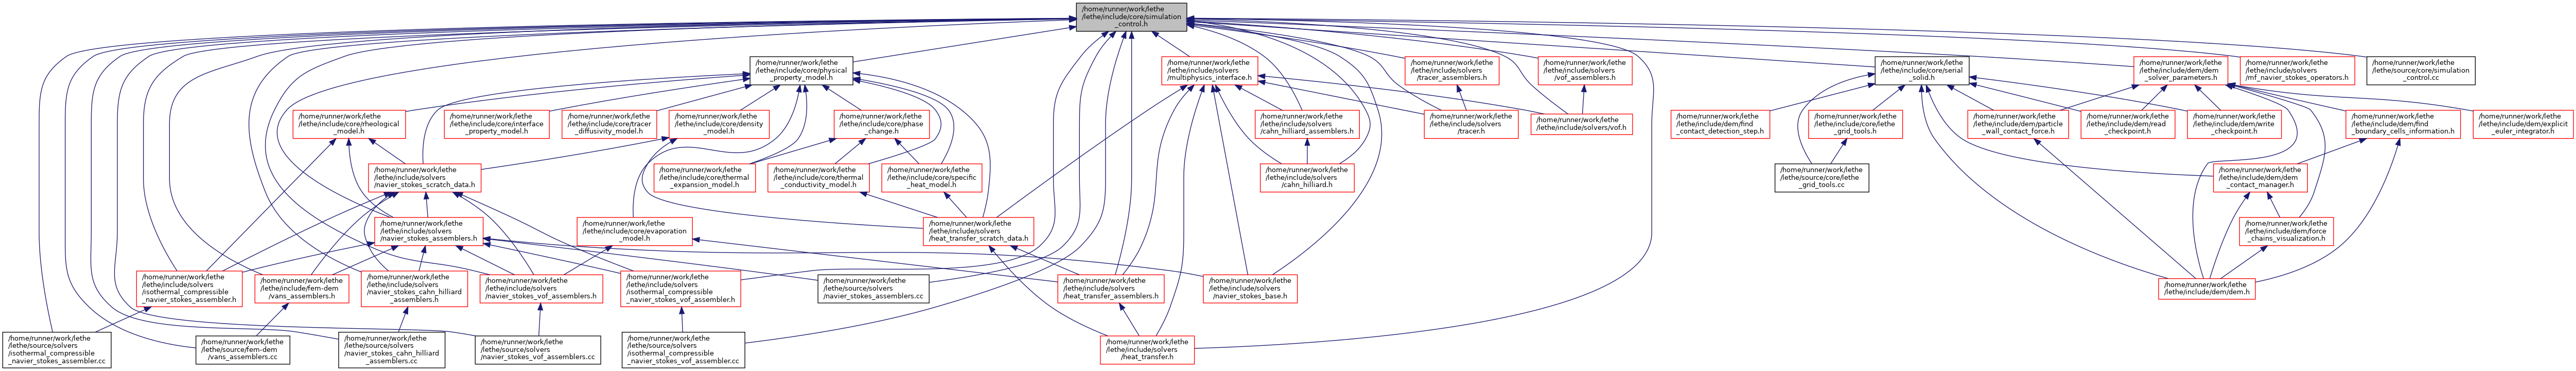 /home/runner/work/lethe
/lethe/include/core/simulation
_control.h
/home/runner/work/lethe
/lethe/include/core/physical
_property_model.h
/home/runner/work/lethe
/lethe/include/solvers
/multiphysics_interface.h
/home/runner/work/lethe
/lethe/include/solvers
/tracer_assemblers.h
/home/runner/work/lethe
/lethe/include/solvers
/vof_assemblers.h
/home/runner/work/lethe
/lethe/include/core/serial
_solid.h
/home/runner/work/lethe
/lethe/include/dem/dem
_solver_parameters.h
/home/runner/work/lethe
/lethe/include/solvers
/mf_navier_stokes_operators.h
/home/runner/work/lethe
/lethe/source/core/simulation
_control.cc
/home/runner/work/lethe
/lethe/include/core/rheological
_model.h
/home/runner/work/lethe
/lethe/include/core/interface
_property_model.h
/home/runner/work/lethe
/lethe/include/core/tracer
_diffusivity_model.h
/home/runner/work/lethe
/lethe/include/core/density
_model.h
/home/runner/work/lethe
/lethe/include/core/phase
_change.h
/home/runner/work/lethe
/lethe/include/solvers
/cahn_hilliard_assemblers.h
/home/runner/work/lethe
/lethe/include/solvers
/tracer.h
/home/runner/work/lethe
/lethe/include/solvers/vof.h
/home/runner/work/lethe
/lethe/include/dem/find
_contact_detection_step.h
/home/runner/work/lethe
/lethe/include/core/lethe
_grid_tools.h
/home/runner/work/lethe
/lethe/include/dem/particle
_wall_contact_force.h
/home/runner/work/lethe
/lethe/include/dem/read
_checkpoint.h
/home/runner/work/lethe
/lethe/include/dem/write
_checkpoint.h
/home/runner/work/lethe
/lethe/include/dem/find
_boundary_cells_information.h
/home/runner/work/lethe
/lethe/include/dem/explicit
_euler_integrator.h
/home/runner/work/lethe
/lethe/include/solvers
/navier_stokes_scratch_data.h
/home/runner/work/lethe
/lethe/include/core/thermal
_expansion_model.h
/home/runner/work/lethe
/lethe/include/core/thermal
_conductivity_model.h
/home/runner/work/lethe
/lethe/include/core/specific
_heat_model.h
/home/runner/work/lethe
/lethe/include/solvers
/cahn_hilliard.h
/home/runner/work/lethe
/lethe/source/core/lethe
_grid_tools.cc
/home/runner/work/lethe
/lethe/include/dem/dem
_contact_manager.h
/home/runner/work/lethe
/lethe/include/solvers
/navier_stokes_assemblers.h
/home/runner/work/lethe
/lethe/include/core/evaporation
_model.h
/home/runner/work/lethe
/lethe/include/solvers
/heat_transfer_scratch_data.h
/home/runner/work/lethe
/lethe/include/dem/force
_chains_visualization.h
/home/runner/work/lethe
/lethe/include/solvers
/isothermal_compressible
_navier_stokes_assembler.h
/home/runner/work/lethe
/lethe/include/fem-dem
/vans_assemblers.h
/home/runner/work/lethe
/lethe/include/solvers
/navier_stokes_cahn_hilliard
_assemblers.h
/home/runner/work/lethe
/lethe/include/solvers
/navier_stokes_vof_assemblers.h
/home/runner/work/lethe
/lethe/include/solvers
/isothermal_compressible
_navier_stokes_vof_assembler.h
/home/runner/work/lethe
/lethe/source/solvers
/navier_stokes_assemblers.cc
/home/runner/work/lethe
/lethe/include/solvers
/heat_transfer_assemblers.h
/home/runner/work/lethe
/lethe/include/solvers
/navier_stokes_base.h
/home/runner/work/lethe
/lethe/include/dem/dem.h
/home/runner/work/lethe
/lethe/source/solvers
/isothermal_compressible
_navier_stokes_assembler.cc
/home/runner/work/lethe
/lethe/source/fem-dem
/vans_assemblers.cc
/home/runner/work/lethe
/lethe/source/solvers
/navier_stokes_cahn_hilliard
_assemblers.cc
/home/runner/work/lethe
/lethe/source/solvers
/navier_stokes_vof_assemblers.cc
/home/runner/work/lethe
/lethe/source/solvers
/isothermal_compressible
_navier_stokes_vof_assembler.cc
/home/runner/work/lethe
/lethe/include/solvers
/heat_transfer.h